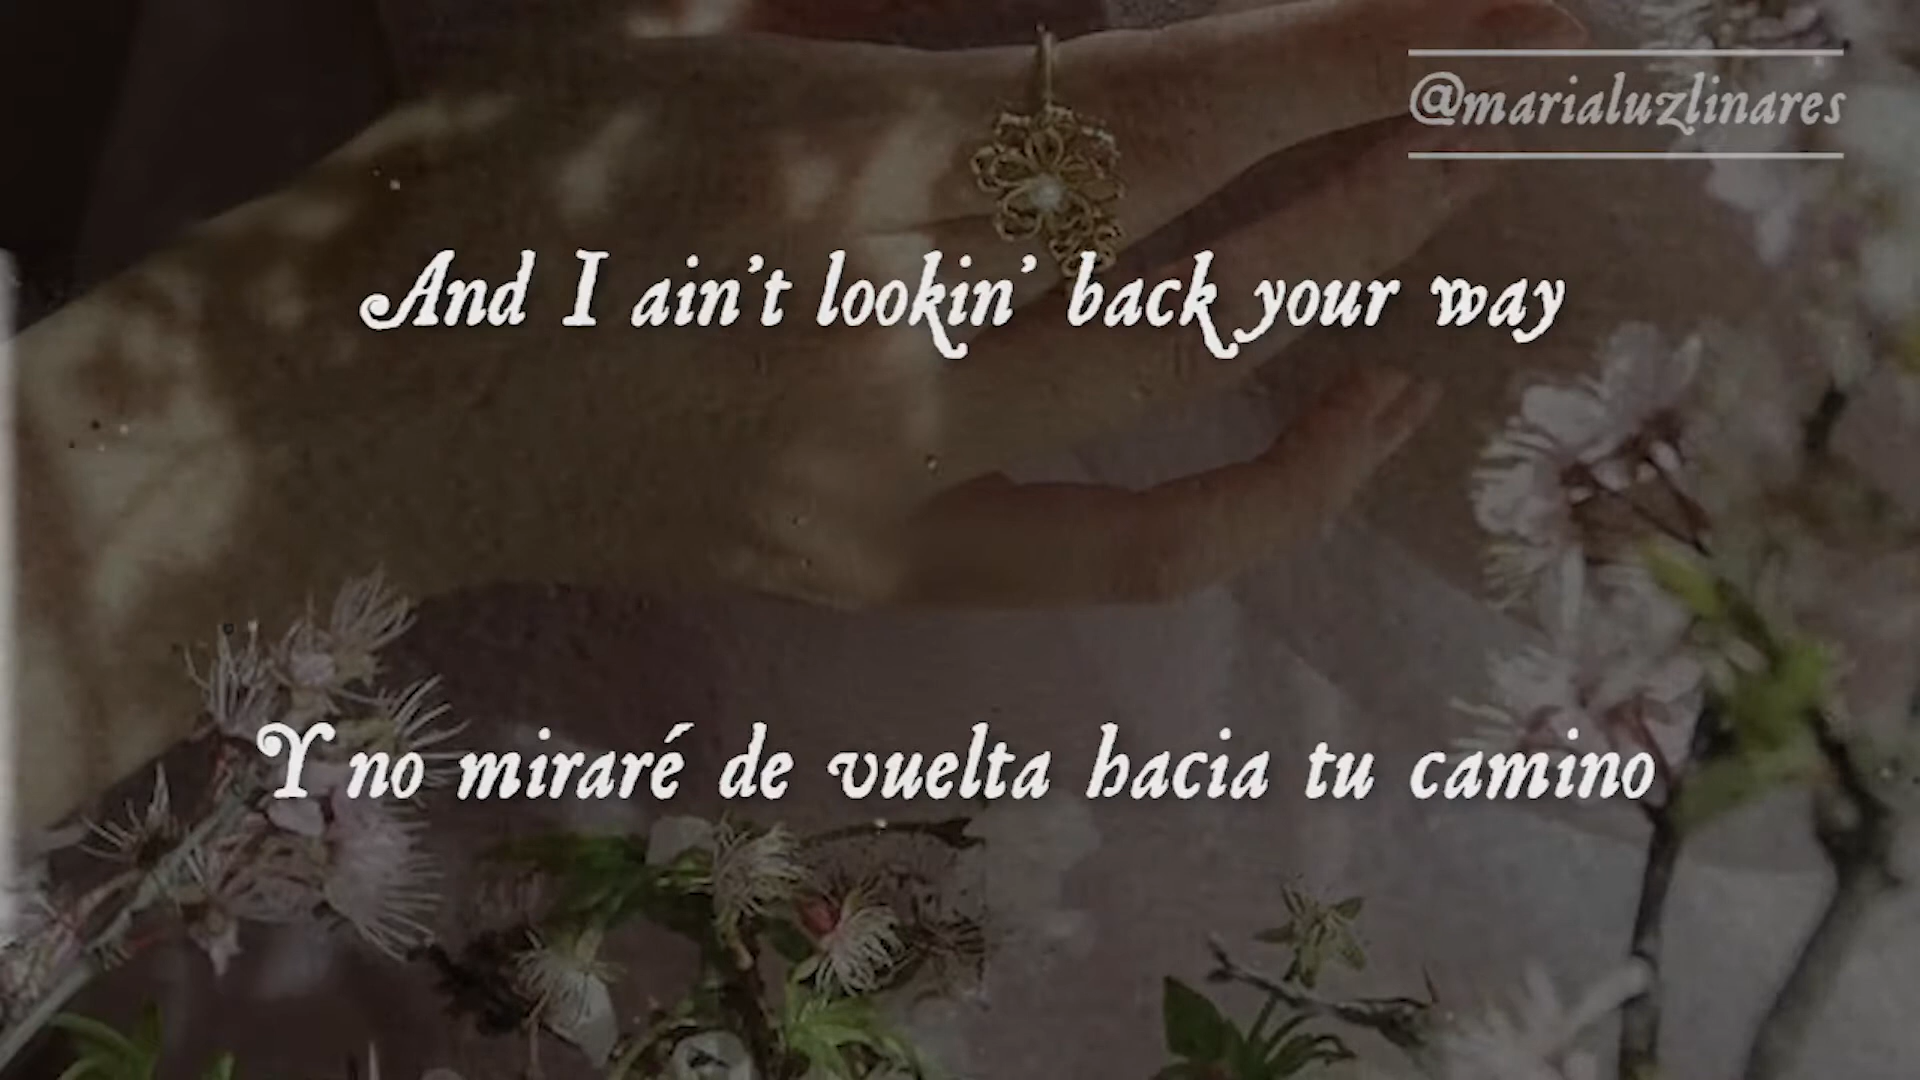 @marialuzlinares
And I ain't lookin' back your way
Y no miraré de vuelta hacia tu camino